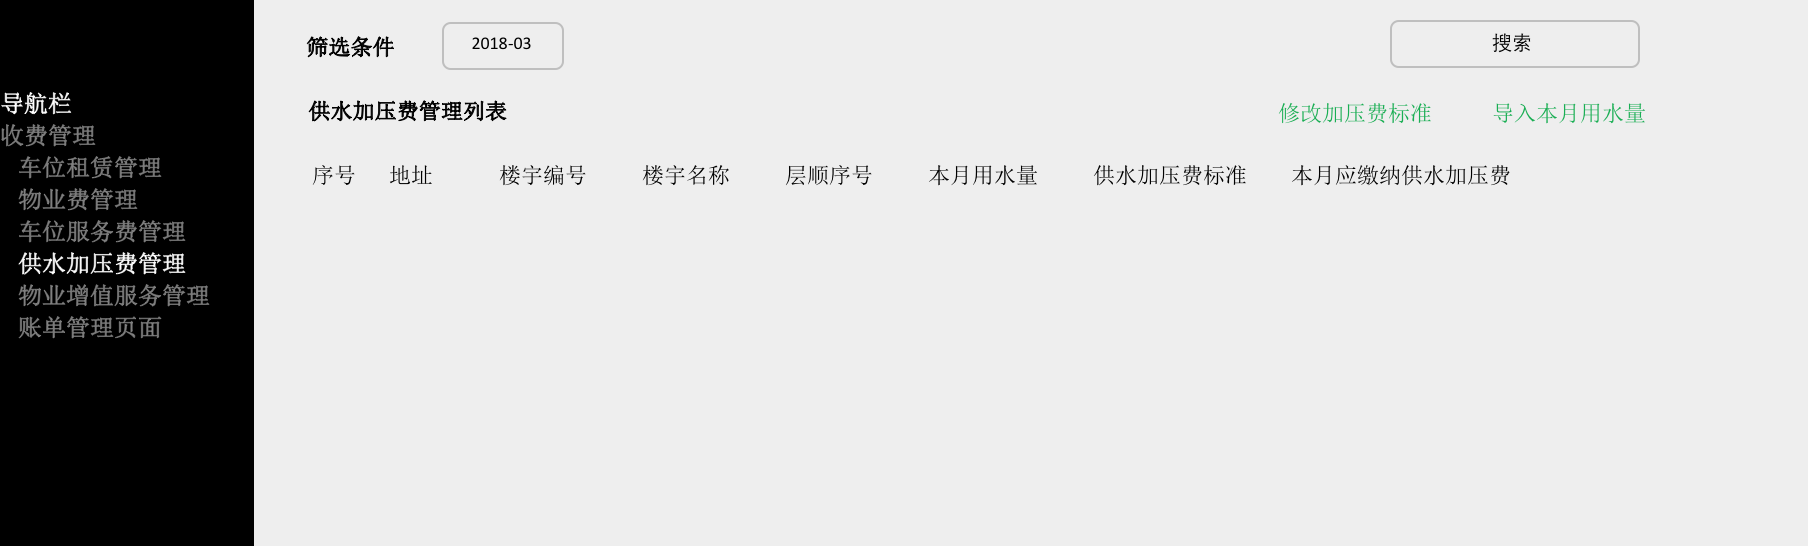 导航栏
收费管理
车位租赁管理
物业费管理
车位服务费管理
供水加压费管理
物业增值服务管理
账单管理页面
筛选条件 2018-03 搜索
供水加压费管理列表 修改加压费标准 导入本月用水量
序号 地址 楼宇编号 楼宇名称 层顺序号 本月用水量 供水加压费标准 本月应缴纳供水加压费